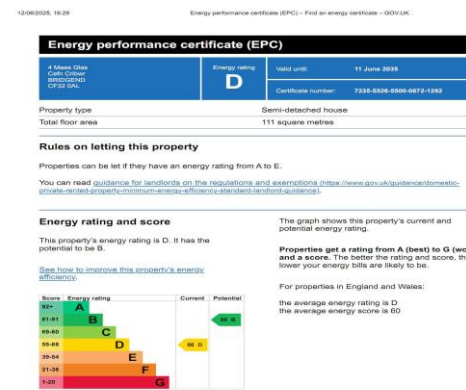 12/06/2025, 10:29
Energy performance certificate (EPC) – Find an energy certificate – GOV.UK
Energy performance certificate (EPC)
4 Maes Glas
Cefn Cribwr
BRIDGEND
CF32 0AL
Energy rating
D
Valid until:
11 June 2035
Certificate number:
Property type
Semi-detached house
Total floor area
111 square metres
Rules on letting this property
Properties can be let if they have an energy rating from A to E.
You can read guidance for landlords on the regulations and exemptions (https://www.gov.uk/guidance/domestic-
private-rented-property-minimum-energy-efficiency-standard-landlord-guidance).
Energy rating and score
This property's energy rating is D. It has the
potential to be B.
See how to improve this property's energy
efficiency.
Score Energy rating Current Potential
92+ A
81-91 B
69-80 C
55-68 D
39-54 E
21-38 F
1-20 G
66 D
B
The graph shows this property's current and
potential energy rating.
Properties get a rating from A (best) to G (wo
and a score. The better the rating and score, th
lower your energy bills are likely to be.
For properties in England and Wales:
the average energy rating is D
the average energy score is 60